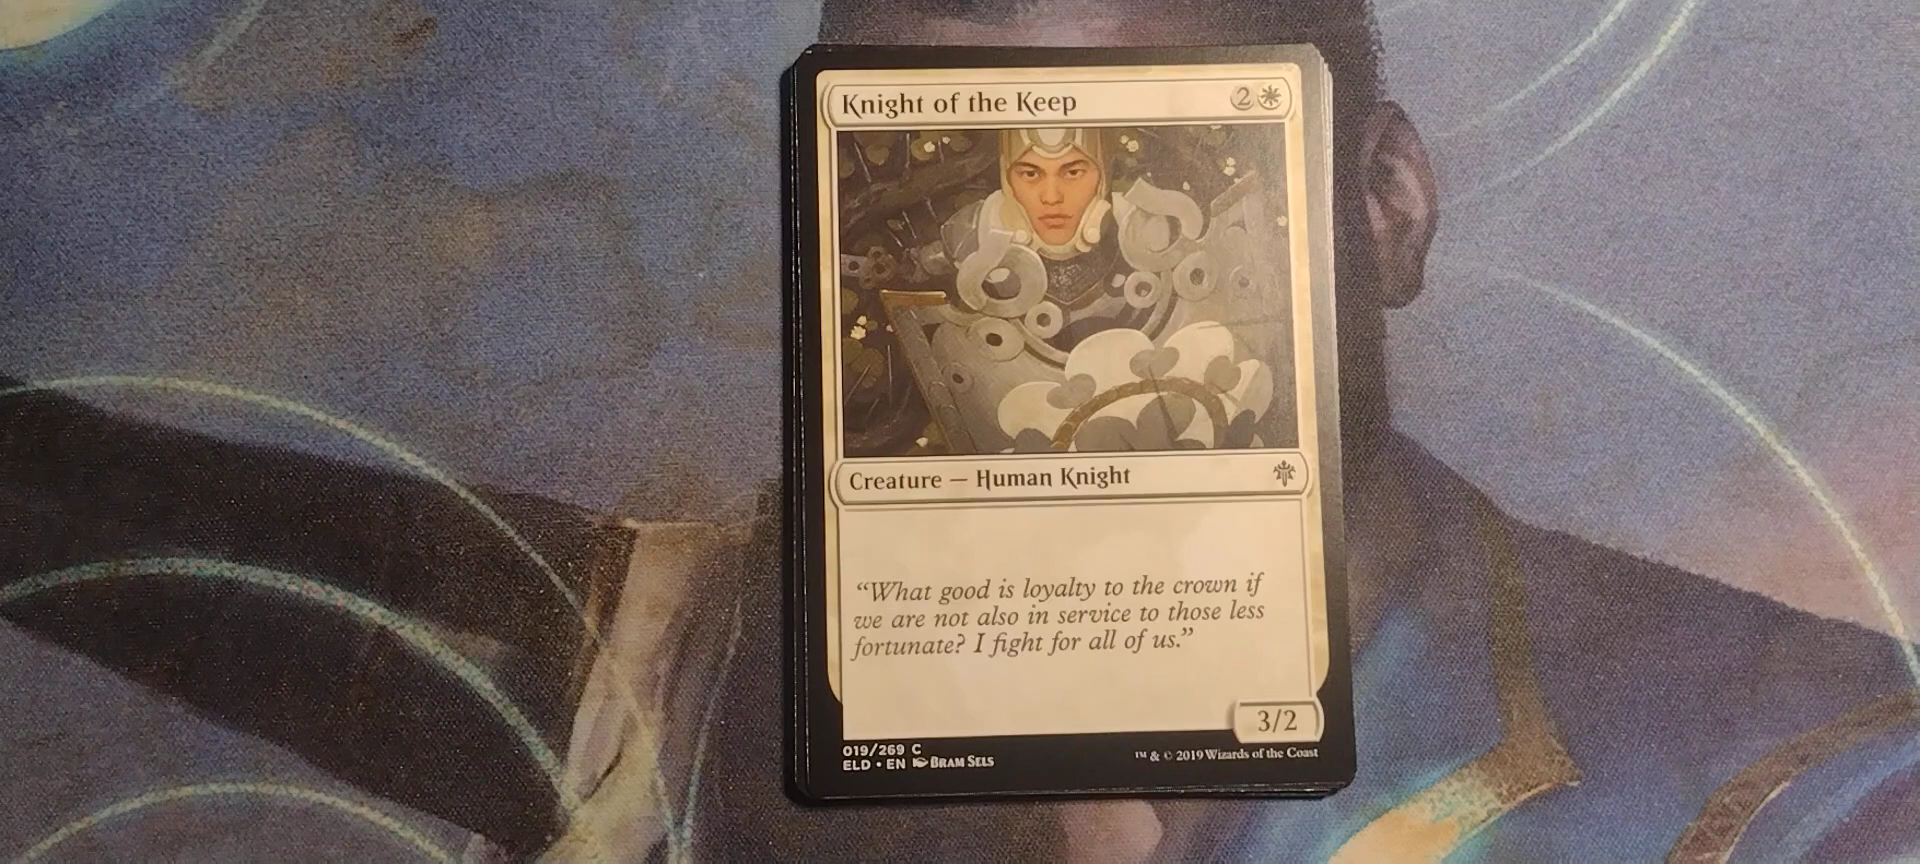 Knight of the Keep 2
Creature — Human Knight
“What good is loyalty to the crown if
we are not also in service to those less
fortunate? I fight for all of us.”
3/2
019/269 C
ELD • EN Bram Sels
™ & © 2019 Wizards of the Coast